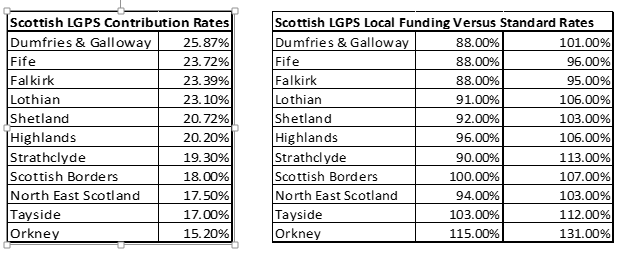 Scottish LGPS Contribution Rates
Dumfries & Galloway 25.87%
Fife 23.72%
Falkirk 23.39%
Lothian 23.10%
Shetland 20.72%
Highlands 20.20%
Strathclyde 19.30%
Scottish Borders 18.00%
North East Scotland 17.50%
Tayside 17.00%
Orkney 15.20%
Scottish LGPS Local Funding Versus Standard Rates
Dumfries & Galloway 88.00% 101.00%
Fife 88.00% 96.00%
Falkirk 88.00% 95.00%
Lothian 91.00% 106.00%
Shetland 92.00% 103.00%
Highlands 96.00% 106.00%
Strathclyde 90.00% 113.00%
Scottish Borders 100.00% 107.00%
North East Scotland 94.00% 103.00%
Tayside 103.00% 112.00%
Orkney 115.00% 131.00%